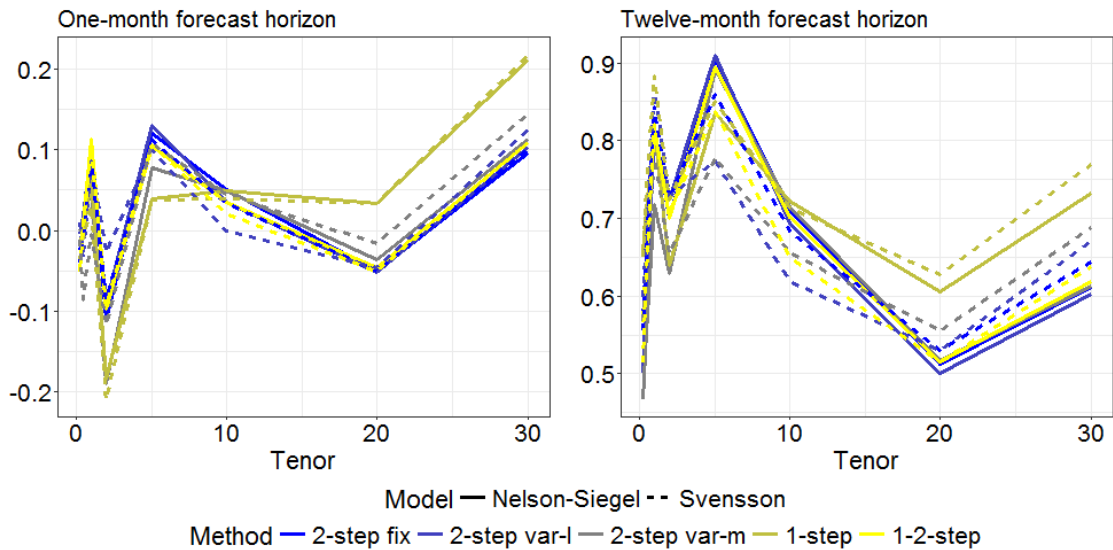 One-month forecast horizon
Twelve-month forecast horizon
0.2
0.1
0.0
-0.1
-0.2
0.9
0.8
0.7
0.6
0.5
0 10 20 30
0 10 20 30
Tenor
Tenor
Model Nelson-Siegel Svensson
Method 2-step fix 2-step var-l 2-step var-m 1-step 1-2-step